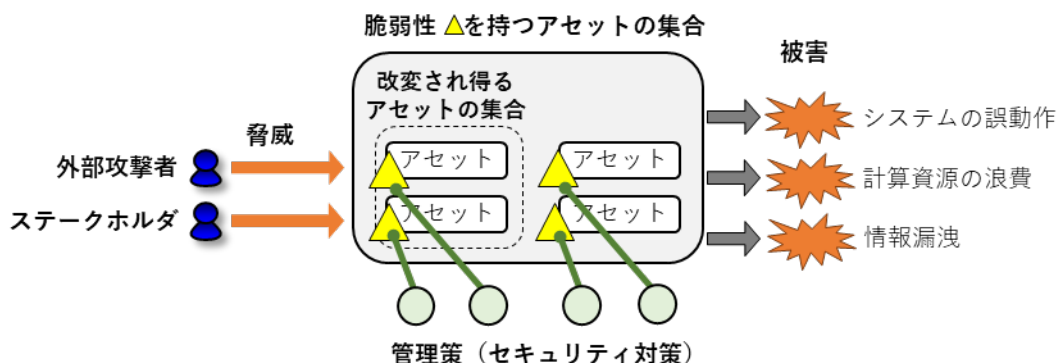 脆弱性 を持つアセットの集合
被害
改変され得る
アセットの集合
脅威
外部攻撃者
ステークホルダ
アセット
アセット
アセット
アセット
システムの誤動作
計算資源の浪費
情報漏洩
管理策（セキュリティ対策）